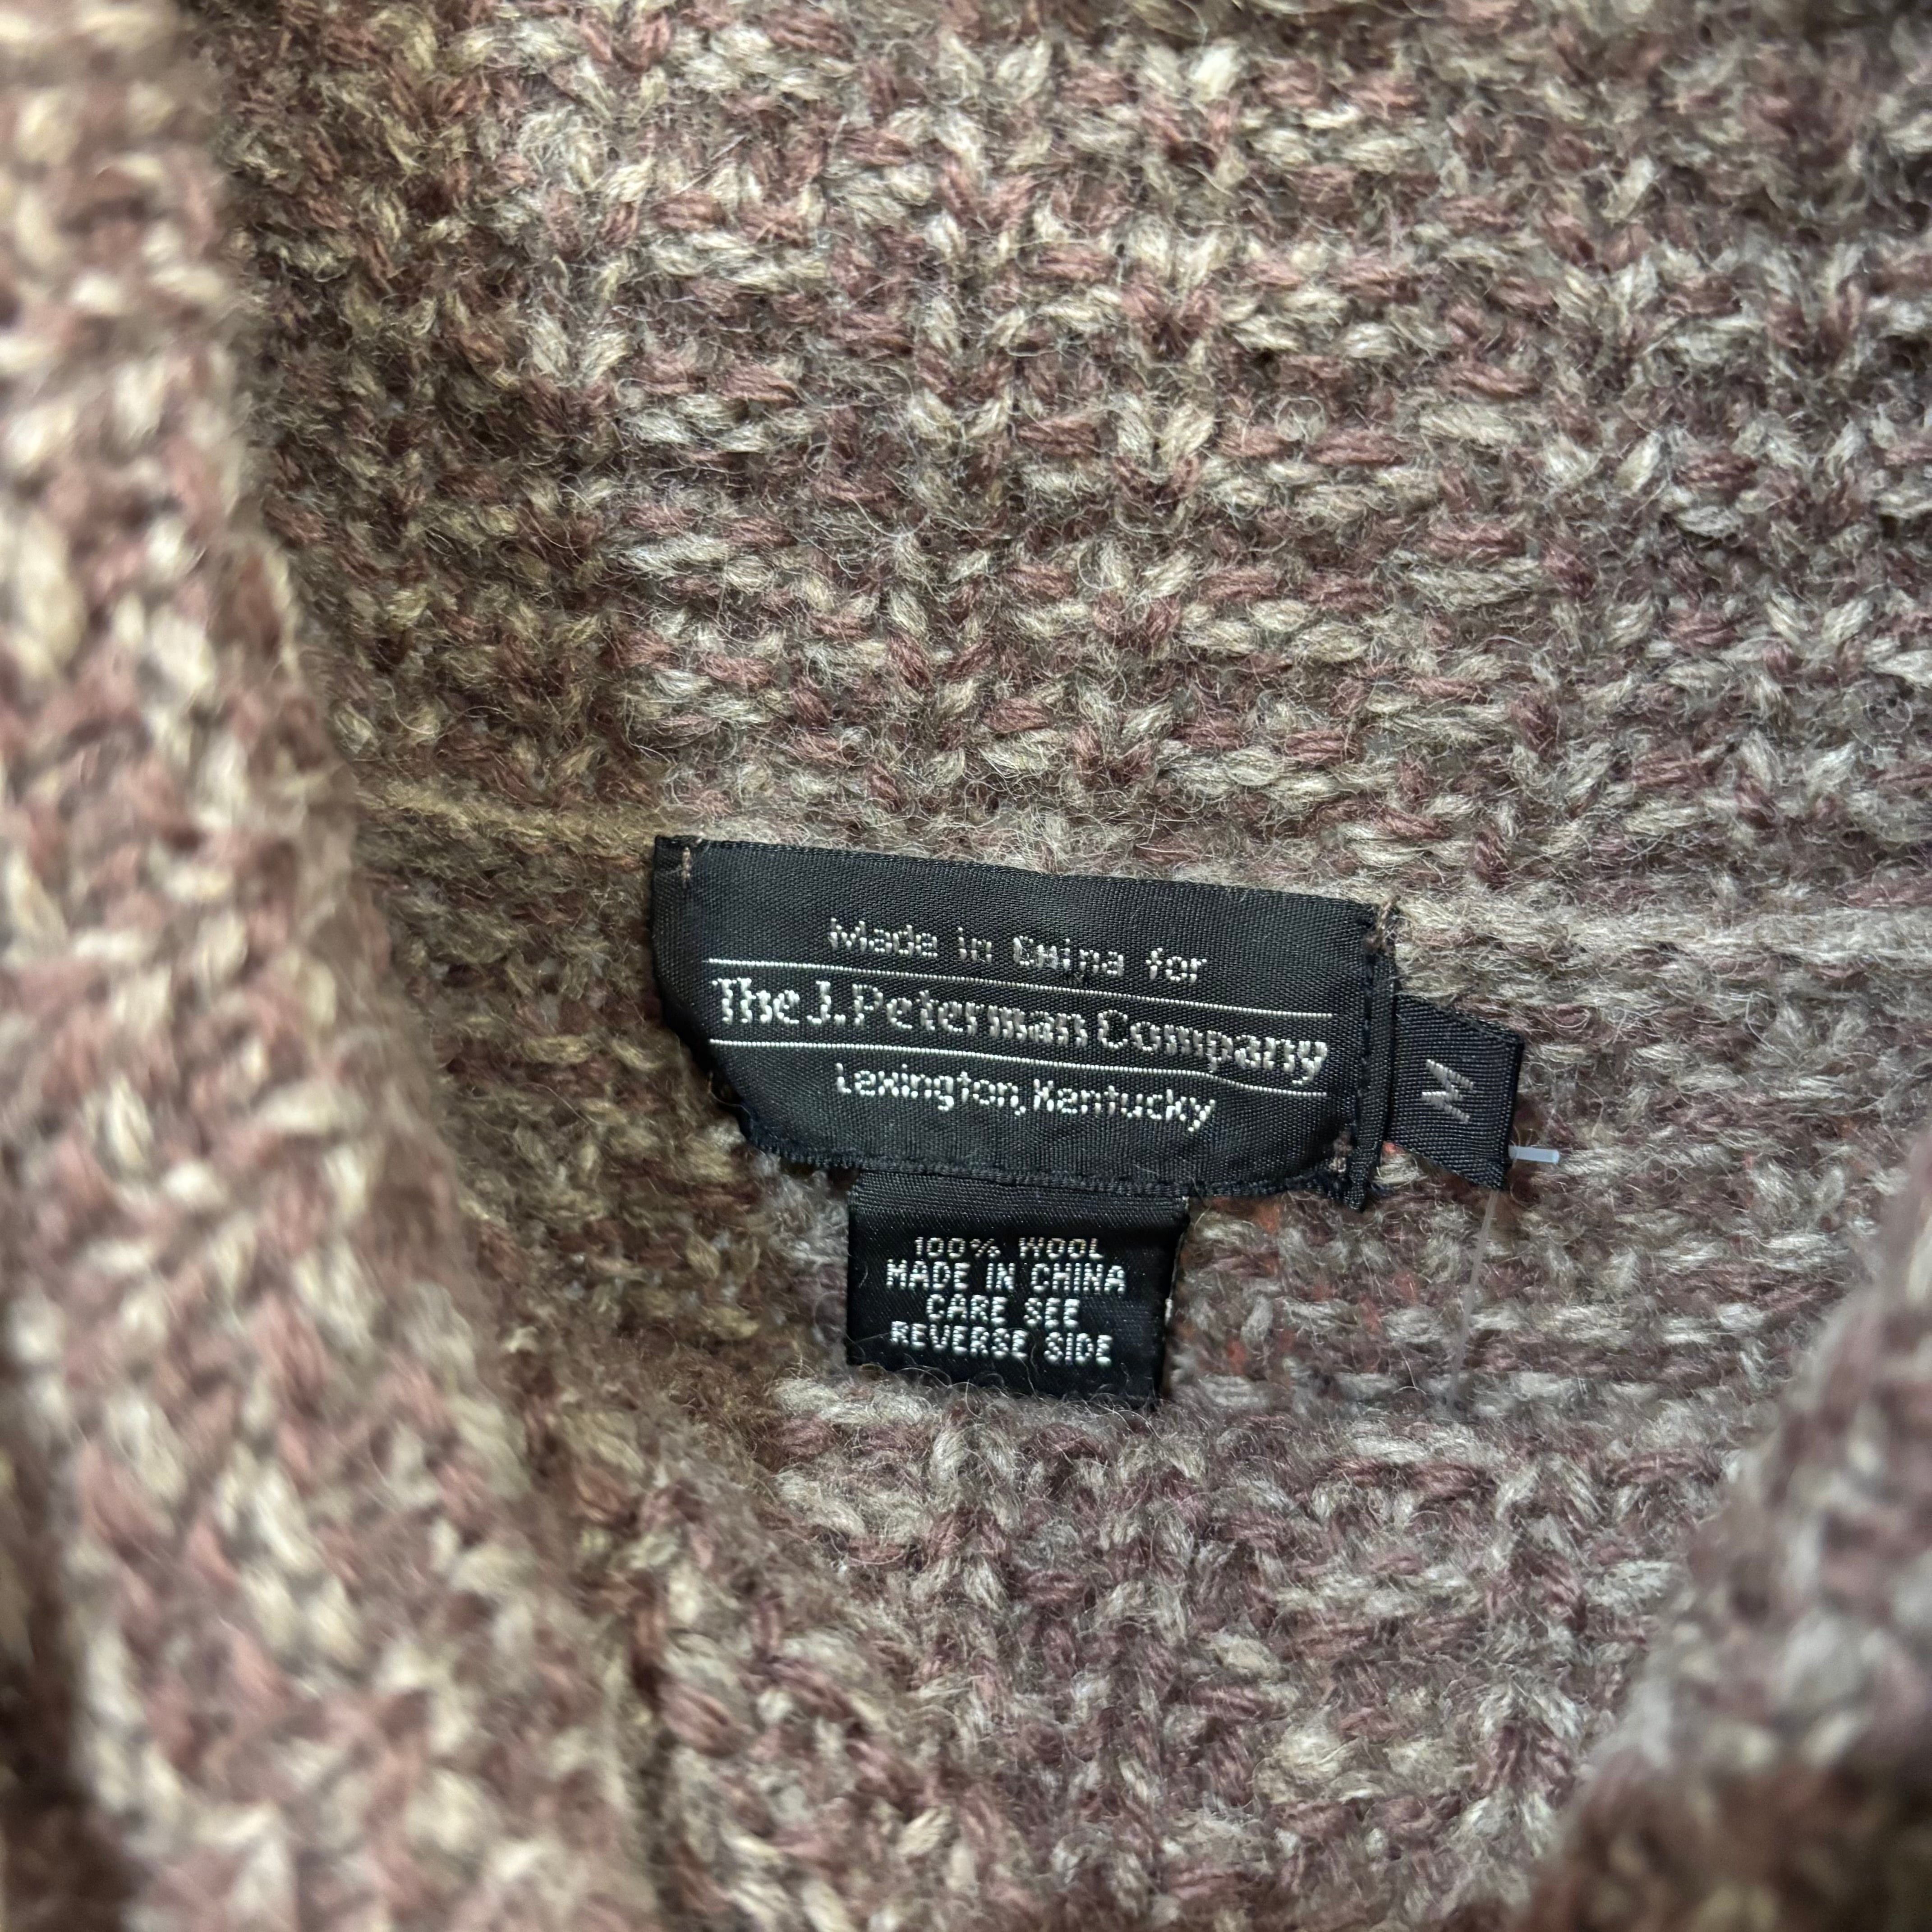 Made in China for
The J. Peterman Company
Lexington, Kentucky
M
100% WOOL
MADE IN CHINA
CARE SEE
REVERSE SIDE